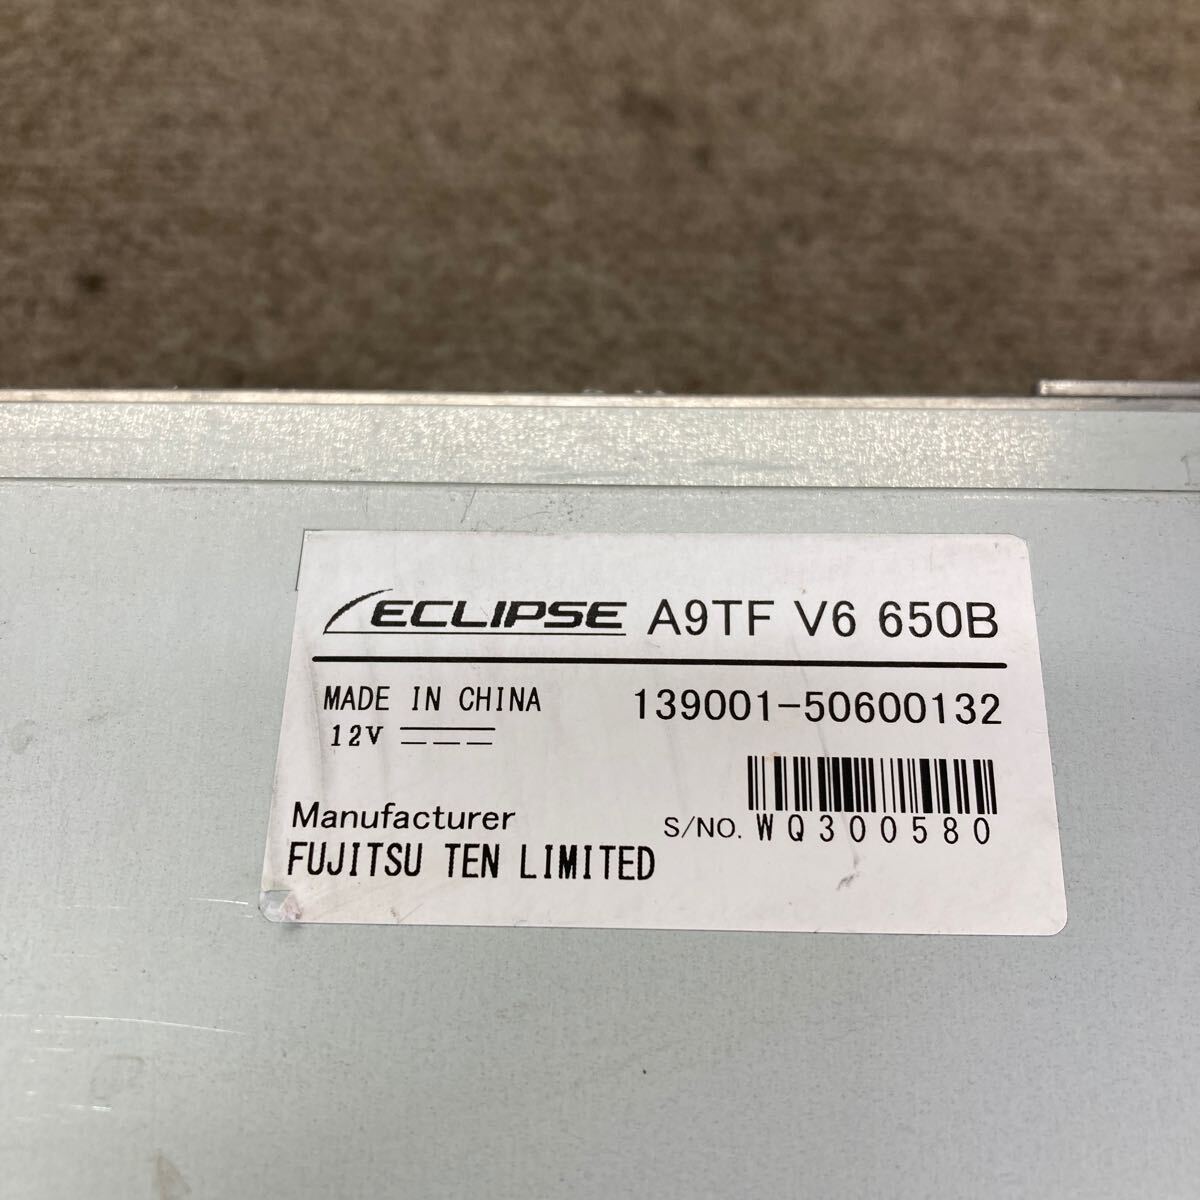 ECLIPSE A9TF V6 650B
MADE IN CHINA 139001-50600132
12V
Manufacturer S/NO. WQ300580
FUJITSU TEN LIMITED